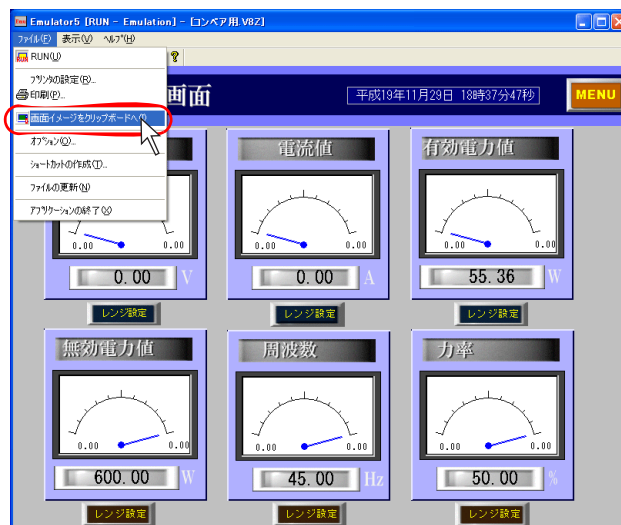 Emulator5 [RUN - Emulation] - [コンベア用.V8Z]
ファイル(F) 表示(V) ヘルプ(H)
RUN(U)
プリンタの設定(R)...
印刷(P)...
画面イメージをクリップボードへ(I)
オプション(O)...
ショートカットの作成(T)...
ファイルの更新(N)
アプリケーションの終了(X)
画面
平成19年11月29日 18時37分47秒
MENU
電流値
有効電力値
0.00 0.00
0.00 0.00
0.00 0.00
0.00 V
0.00 A
55.36 W
レンジ設定
レンジ設定
レンジ設定
無効電力値
周波数
力率
0.00 0.00
0.00 0.00
0.00 0.00
600.00 W
45.00 Hz
50.00 %
レンジ設定
レンジ設定
レンジ設定